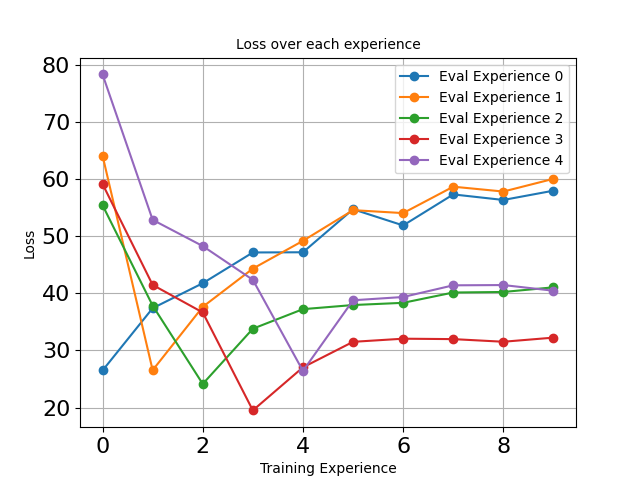 Loss over each experience
80
70
60
50
40
30
20
Loss
Eval Experience 0
Eval Experience 1
Eval Experience 2
Eval Experience 3
Eval Experience 4
0 2 4 6 8
Training Experience